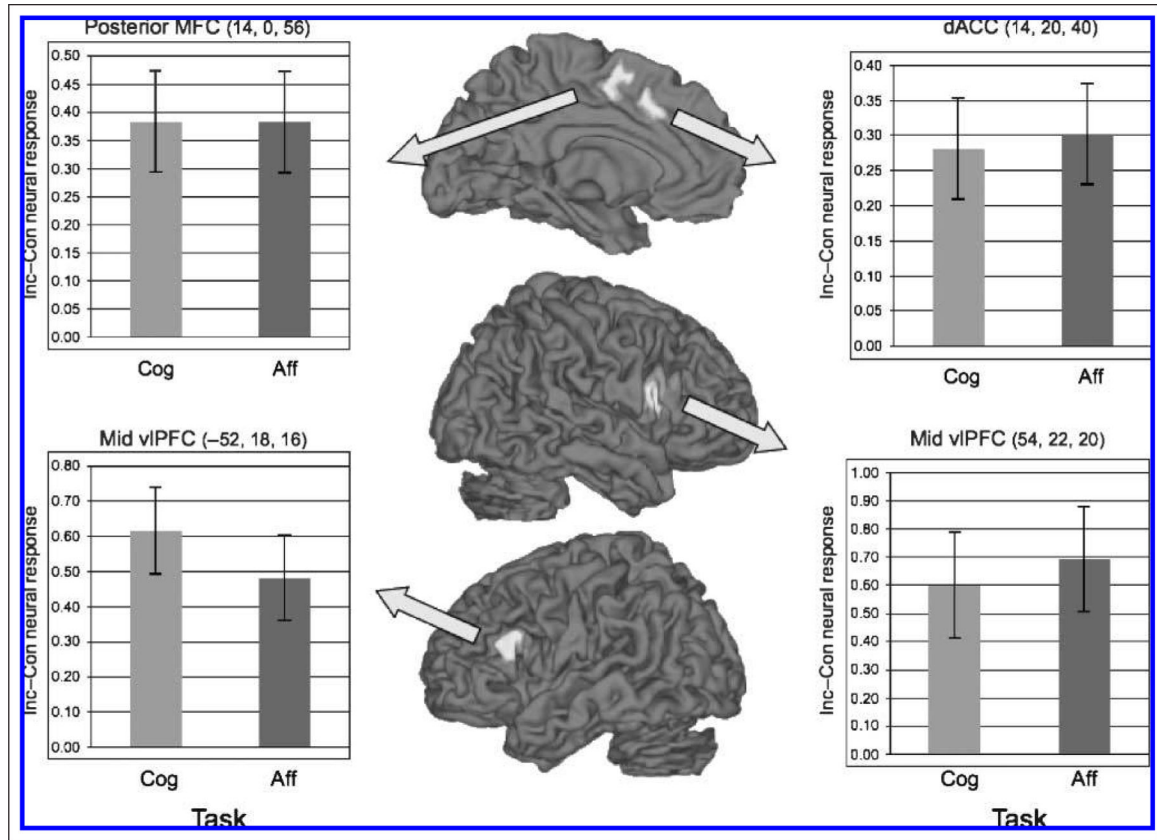 Posterior MFC (14, 0, 56)
Inc–Con neural response
0.50
0.45
0.40
0.35
0.30
0.25
0.20
0.15
0.10
0.05
0.00
Cog Aff
dACC (14, 20, 40)
Inc–Con neural response
0.40
0.35
0.30
0.25
0.20
0.15
0.10
0.05
0.00
Cog Aff
Mid vlPFC (–52, 18, 16)
Inc–Con neural response
0.80
0.70
0.60
0.50
0.40
0.30
0.20
0.10
0.00
Cog Aff
Task
Mid vlPFC (54, 22, 20)
Inc–Con neural response
1.00
0.90
0.80
0.70
0.60
0.50
0.40
0.30
0.20
0.10
0.00
Cog Aff
Task